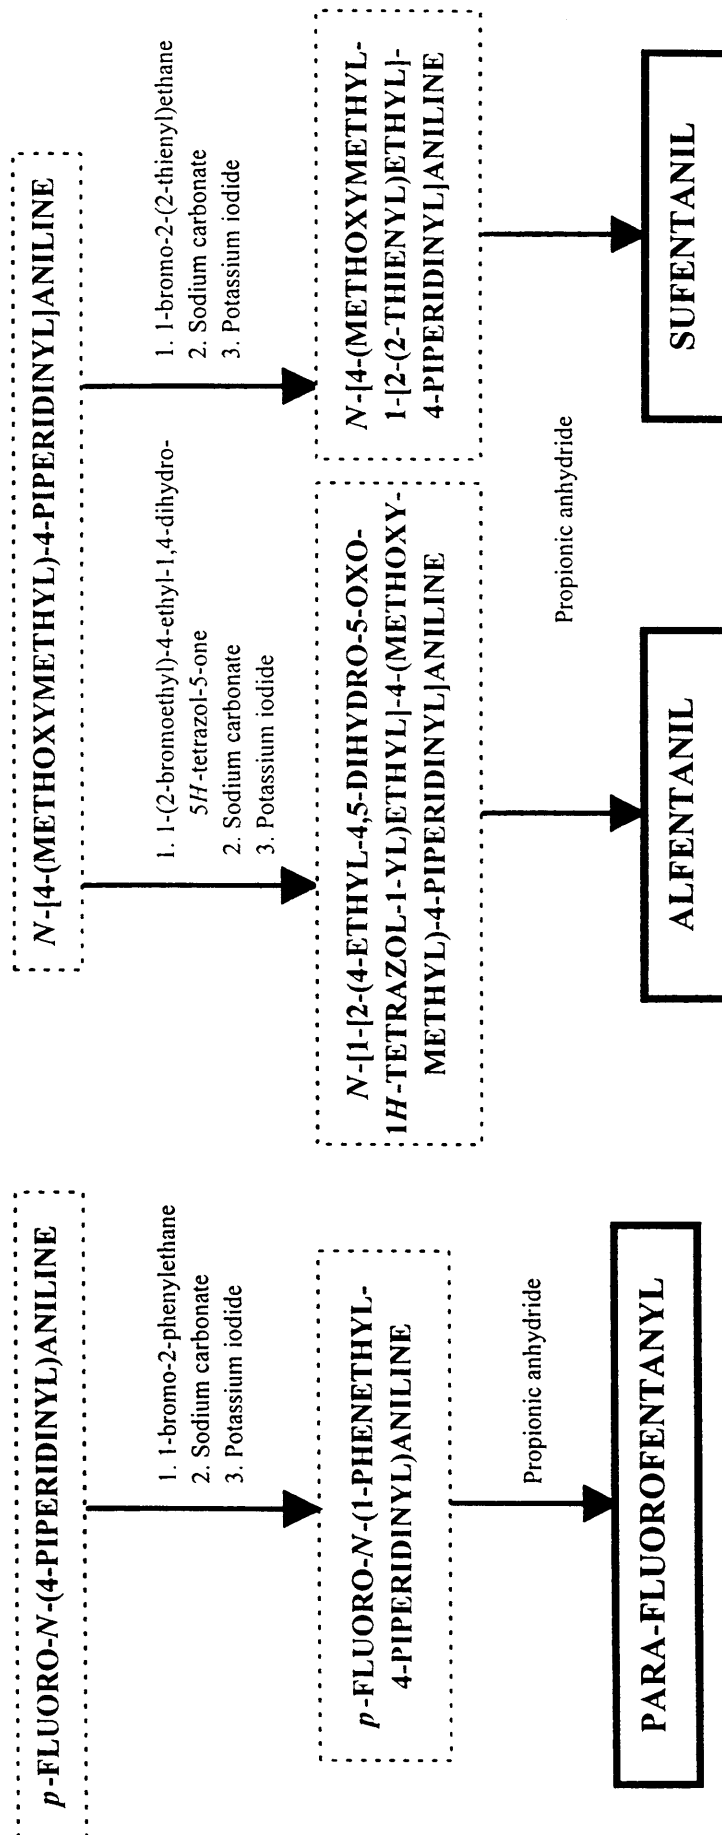 p-FLUORO-N-(4-PIPERIDINYL)ANILINE
1. 1-bromo-2-phenylethane
2. Sodium carbonate
3. Potassium iodide
p-FLUORO-N-(1-PHENETHYL-
4-PIPERIDINYL)ANILINE
Propionic anhydride
PARA-FLUOROFENTANYL
N-[4-(METHOXYMETHYL)-4-PIPERIDINYL]ANILINE
1. 1-(2-bromoethyl)-4-ethyl-1,4-dihydro-
5H-tetrazol-5-one
2. Sodium carbonate
3. Potassium iodide
1. 1-bromo-2-(2-thienyl)ethane
2. Sodium carbonate
3. Potassium iodide
N-[1-[2-(4-ETHYL-4,5-DIHYDRO-5-OXO-
1H-TETRAZOL-1-YL)ETHYL]-4-(METHOXY-
METHYL)-4-PIPERIDINYL]ANILINE
N-[4-(METHOXYMETHYL-
1-[2-(2-THIENYL)ETHYL]-
4-PIPERIDINYL]ANILINE
Propionic anhydride
ALFENTANIL
SUFENTANIL